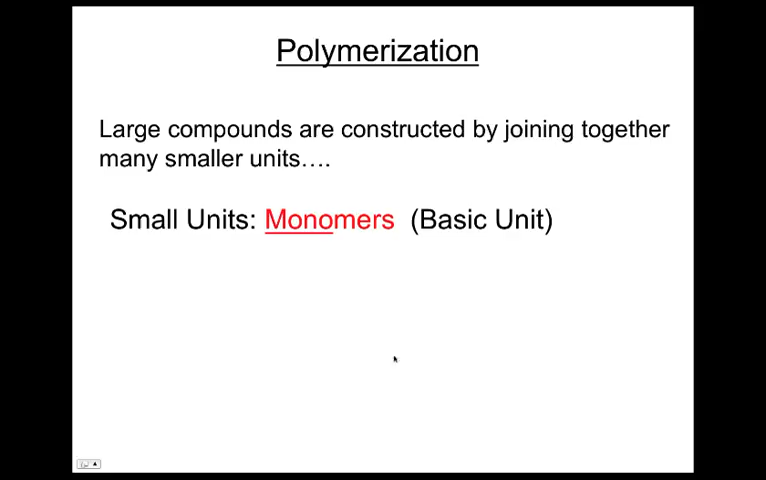 Polymerization
Large compounds are constructed by joining together
many smaller units….
Small Units: Monomers (Basic Unit)